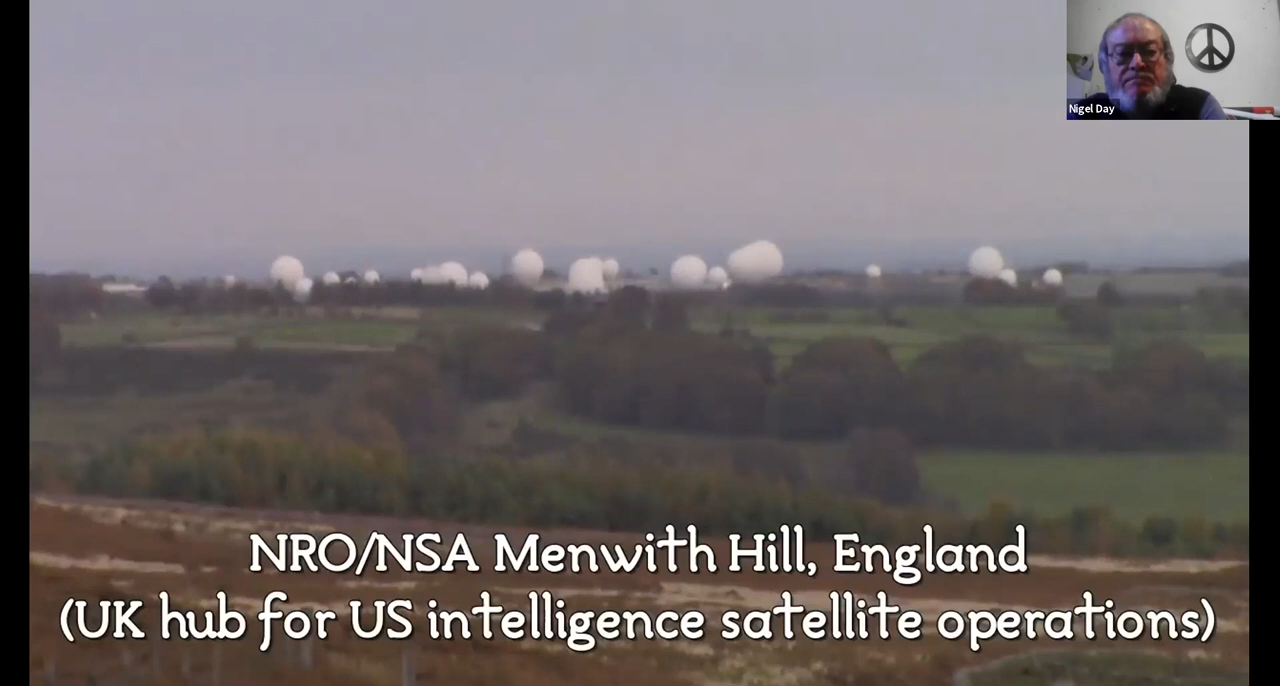 Nigel Day
NRO/NSA Menwith Hill, England
(UK hub for US intelligence satellite operations)